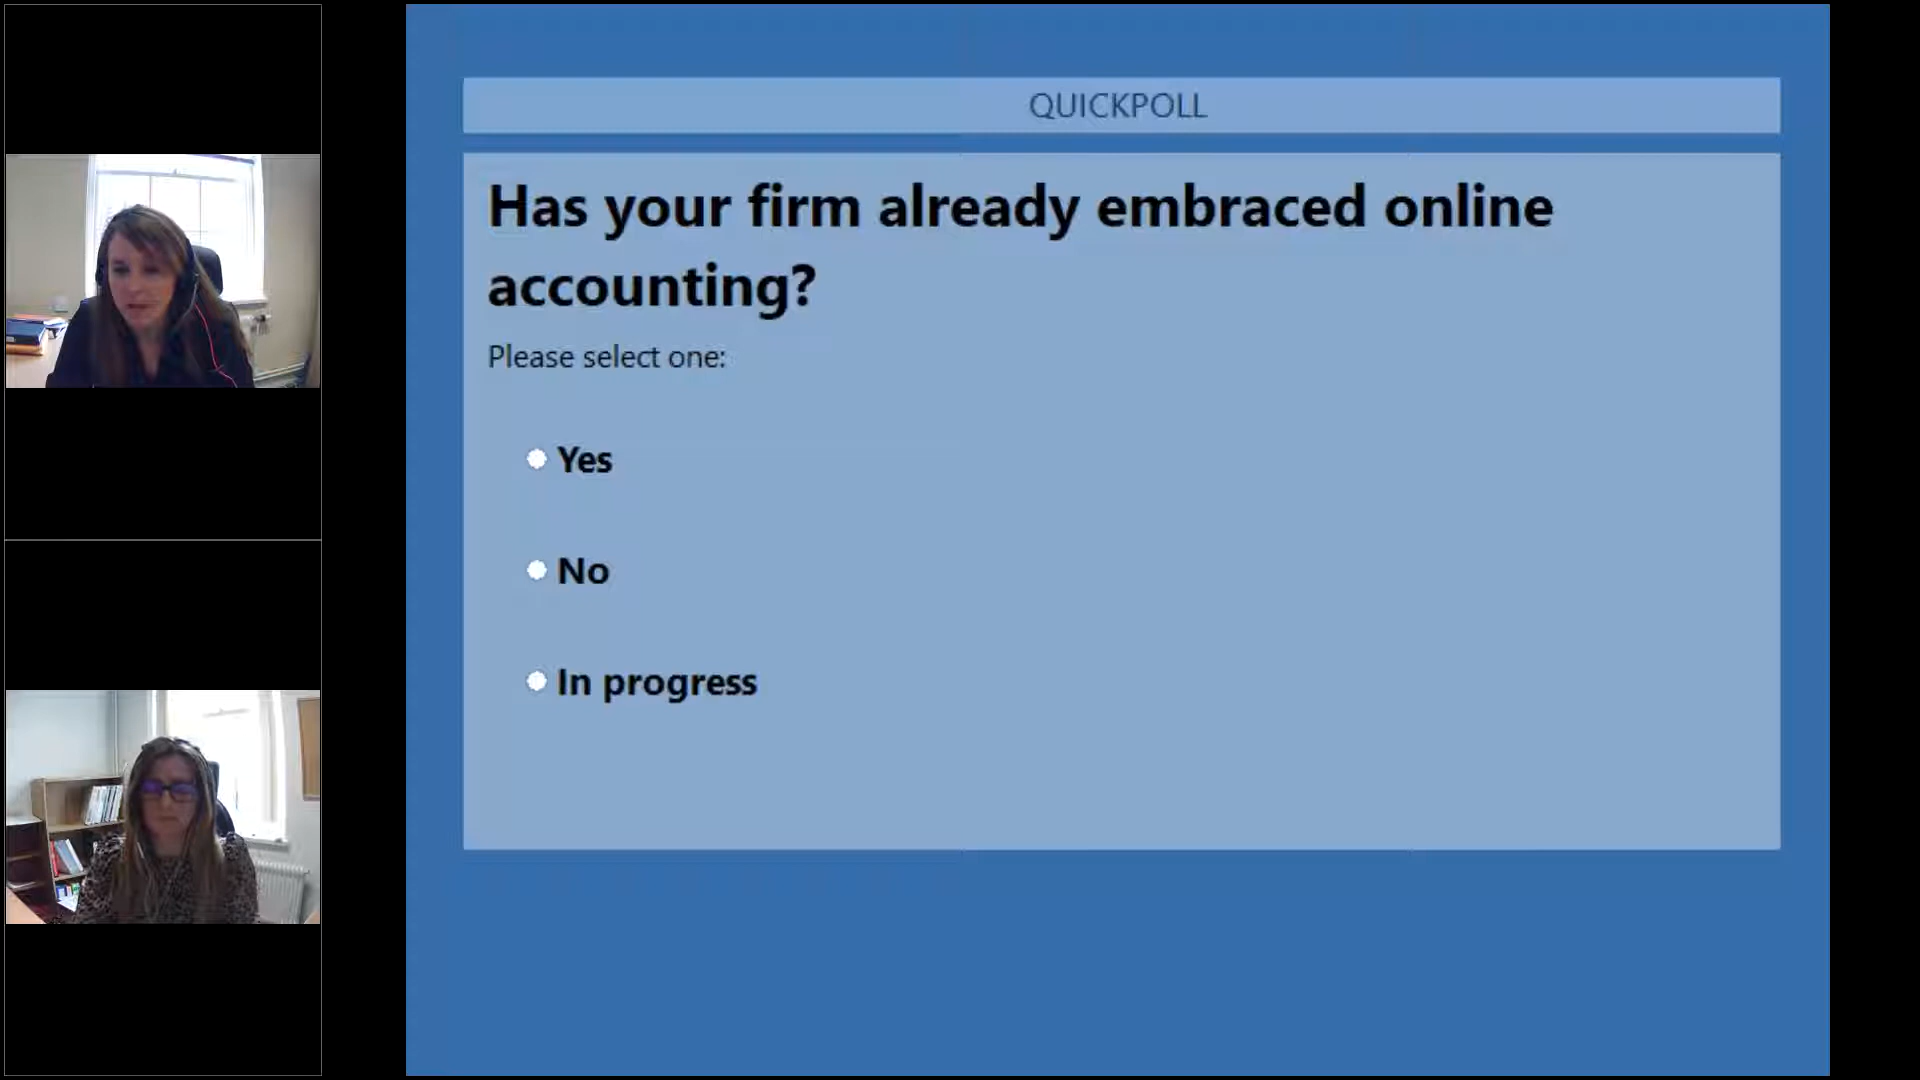 QUICKPOLL
Has your firm already embraced online
accounting?
Please select one:
Yes
No
In progress